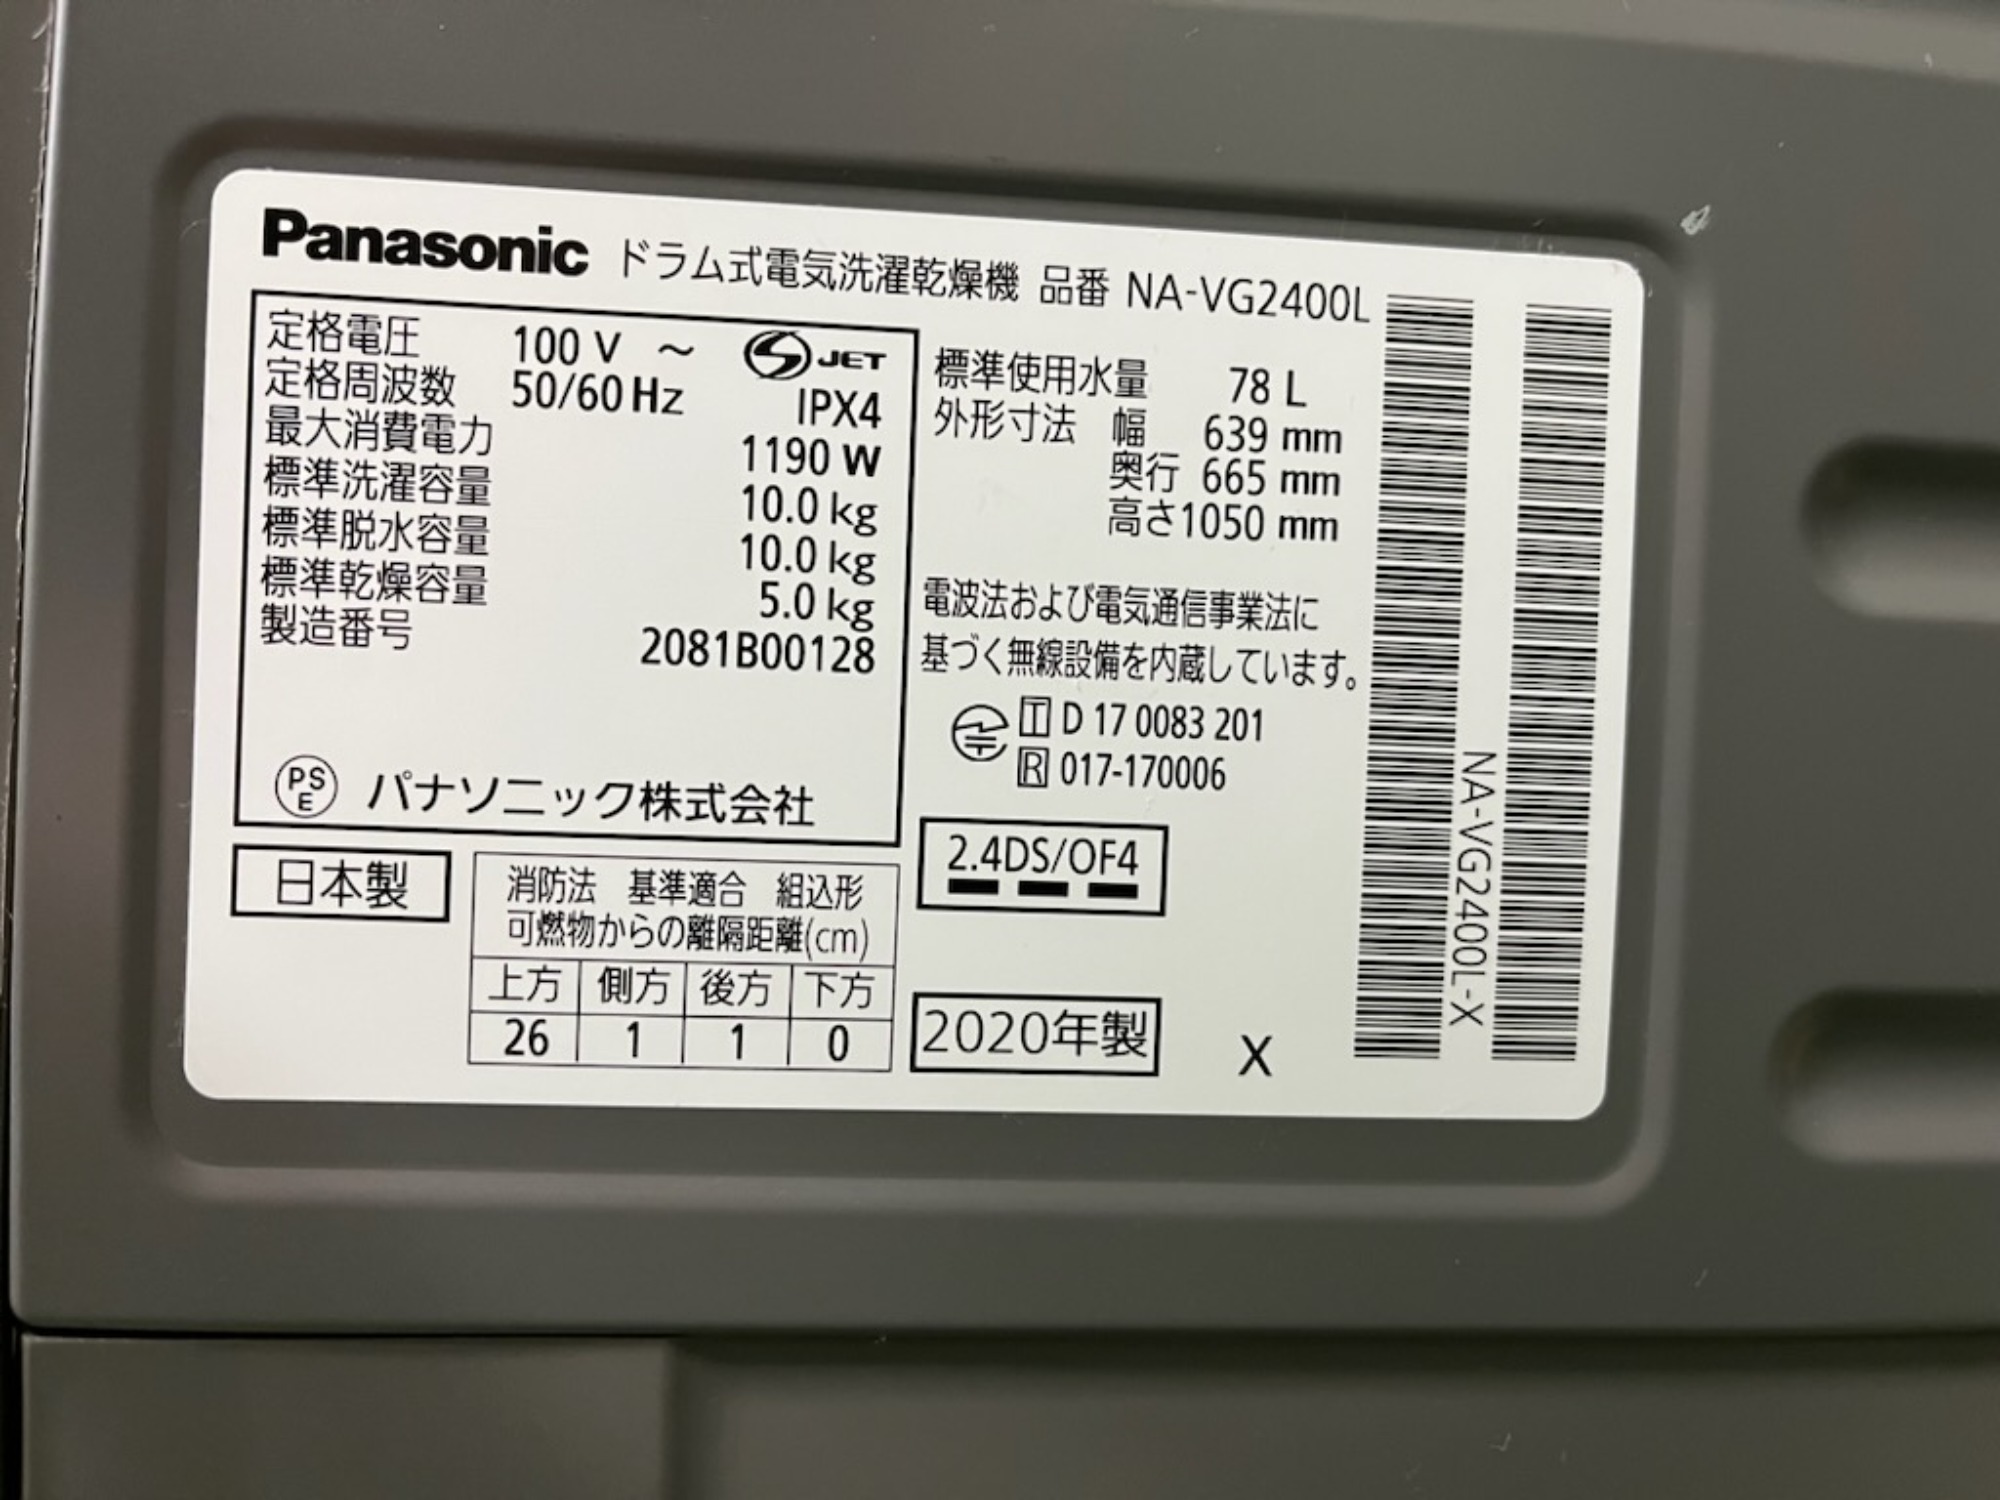 Panasonic ドラム式電気洗濯乾燥機 品番 NA-VG2400L
定格電圧 100 V ～ S JET
定格周波数 50/60 Hz IPX4
最大消費電力 1190 W
標準洗濯容量 10.0 kg
標準脱水容量 10.0 kg
標準乾燥容量 5.0 kg
製造番号 2081B00128
PSE パナソニック株式会社
標準使用水量 78 L
外形寸法 幅 639 mm
奥行 665 mm
高さ 1050 mm
電波法および電気通信事業法に
基づく無線設備を内蔵しています。
T D 17 0083 201
R 017-170006
2.4DS/OF4
日本製
消防法 基準適合 組込形
可燃物からの離隔距離(cm)
上方 側方 後方 下方
26 1 1 0
2020年製
X
NA-VG2400L-X